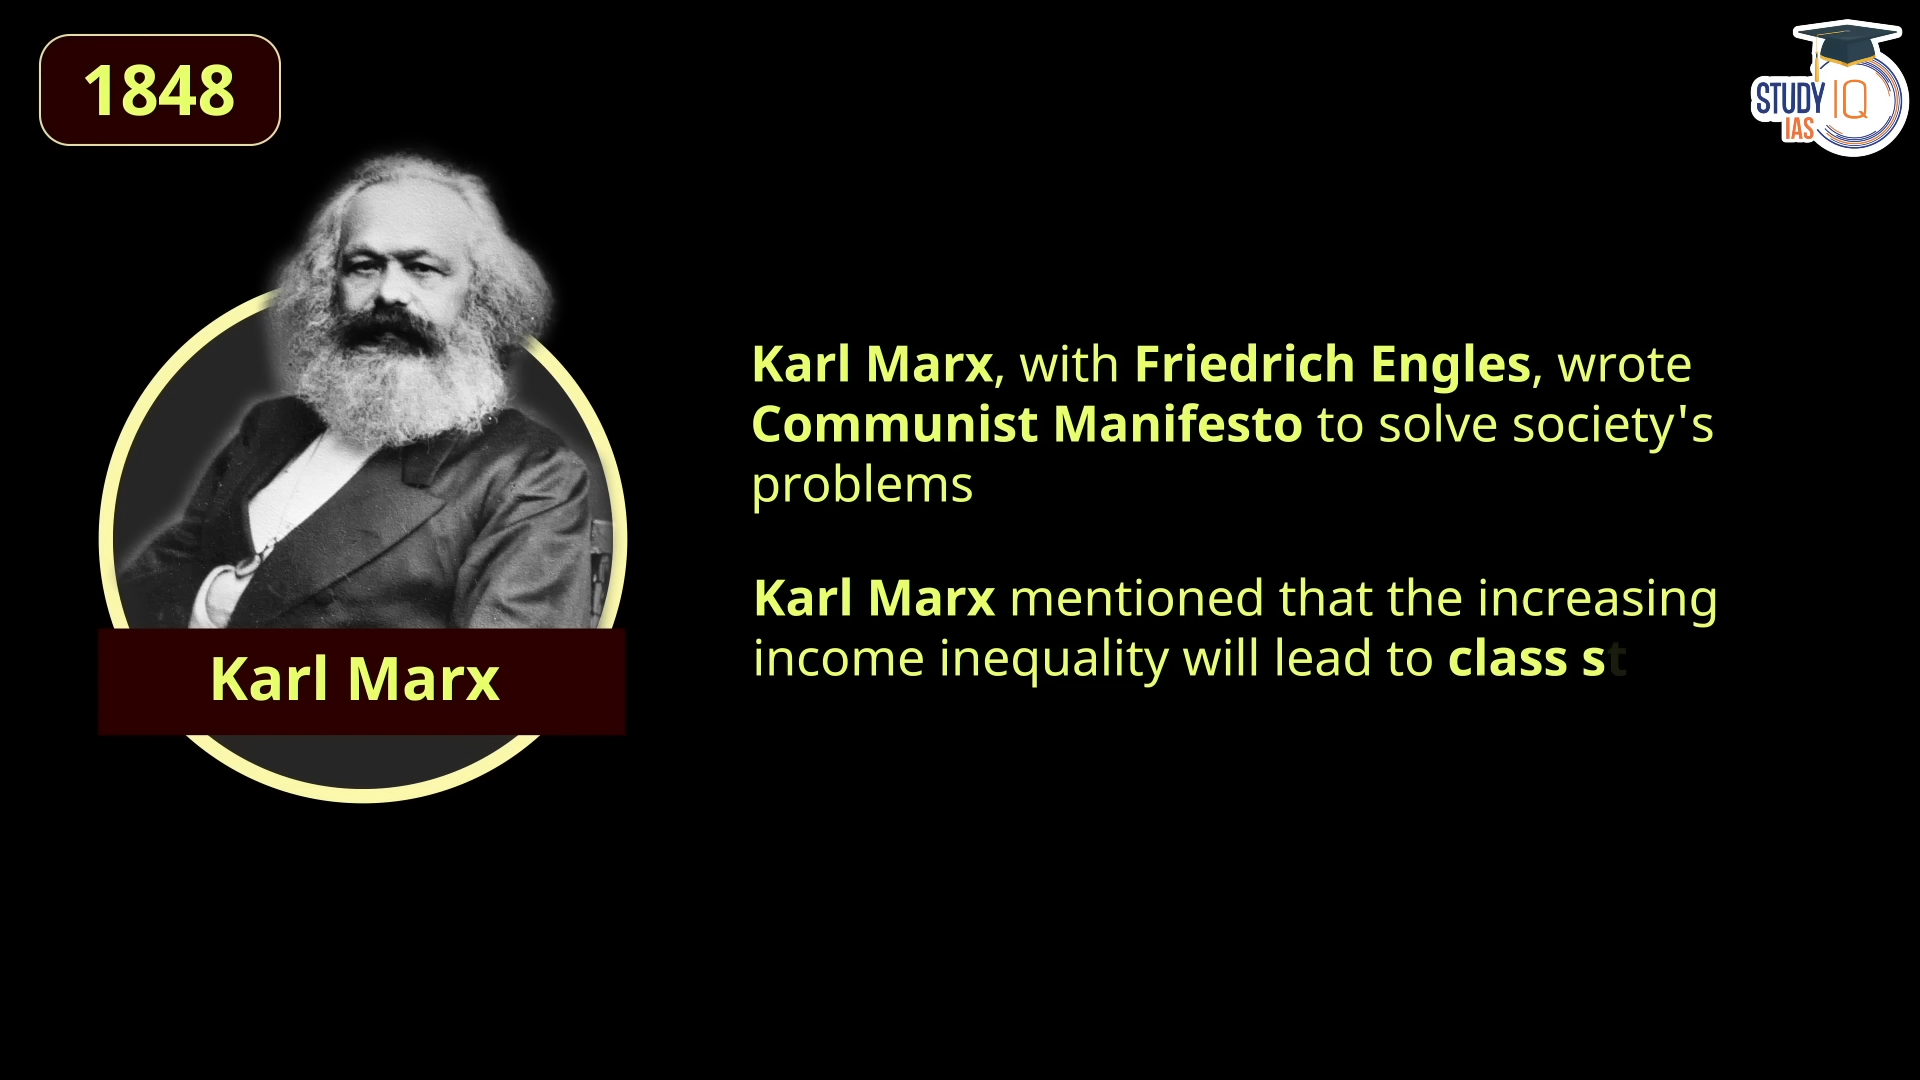 1848
STUDY IQ
IAS
Karl Marx, with Friedrich Engles, wrote
Communist Manifesto to solve society's
problems
Karl Marx mentioned that the increasing
income inequality will lead to class st
Karl Marx